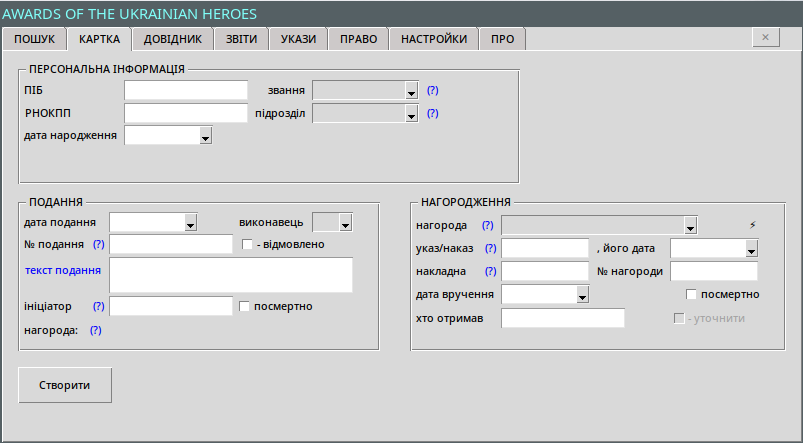 AWARDS OF THE UKRAINIAN HEROES
ПОШУК КАРТКА ДОВІДНИК ЗВІТИ УКАЗИ ПРАВО НАСТРОЙКИ ПРО ×
ПЕРСОНАЛЬНА ІНФОРМАЦІЯ
ПІБ звання (?)
РНОКПП підрозділ (?)
дата народження
ПОДАННЯ
дата подання виконавець
№ подання (?) - відмовлено
текст подання
ініціатор (?) посмертно
нагорода: (?)
НАГОРОДЖЕННЯ
нагорода (?) ⚡
указ/наказ (?) , його дата
накладна (?) № нагороди
дата вручення посмертно
хто отримав - уточнити
Створити